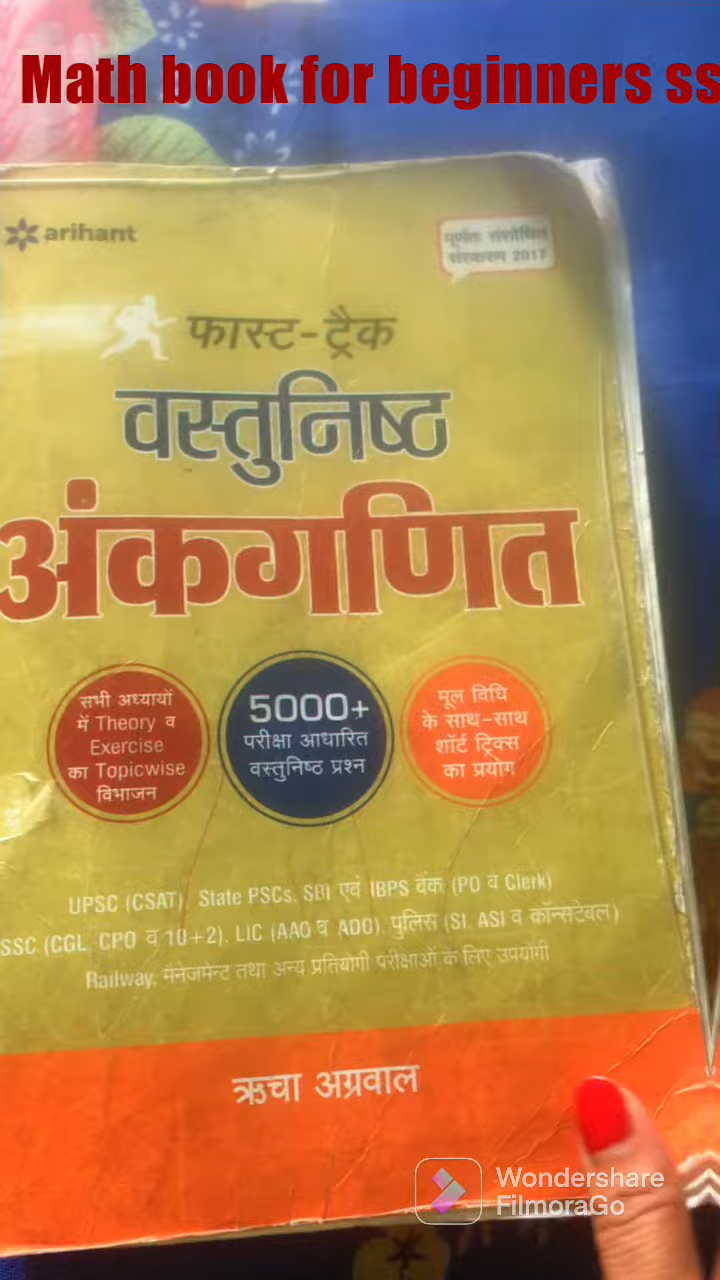 Math book for beginners ss
arihant
पूर्णतः संशोधित
संस्करण 2017
फास्ट-ट्रैक
वस्तुनिष्ठ
अंकगणित
सभी अध्यायों
में Theory व
Exercise
का Topicwise
विभाजन
5000+
परीक्षा आधारित
वस्तुनिष्ठ प्रश्न
मूल विधि
के साथ-साथ
शॉर्ट ट्रिक्स
का प्रयोग
UPSC (CSAT), State PSCs, SBI एवं IBPS बैंक (PO व Clerk)
SSC (CGL, CPO व 10+2), LIC (AAO व ADO), पुलिस (SI, ASI व कॉन्सटेबल)
Railway, मैनेजमेन्ट तथा अन्य प्रतियोगी परीक्षाओं के लिए उपयोगी
ऋचा अग्रवाल
Wondershare
FilmoraGo